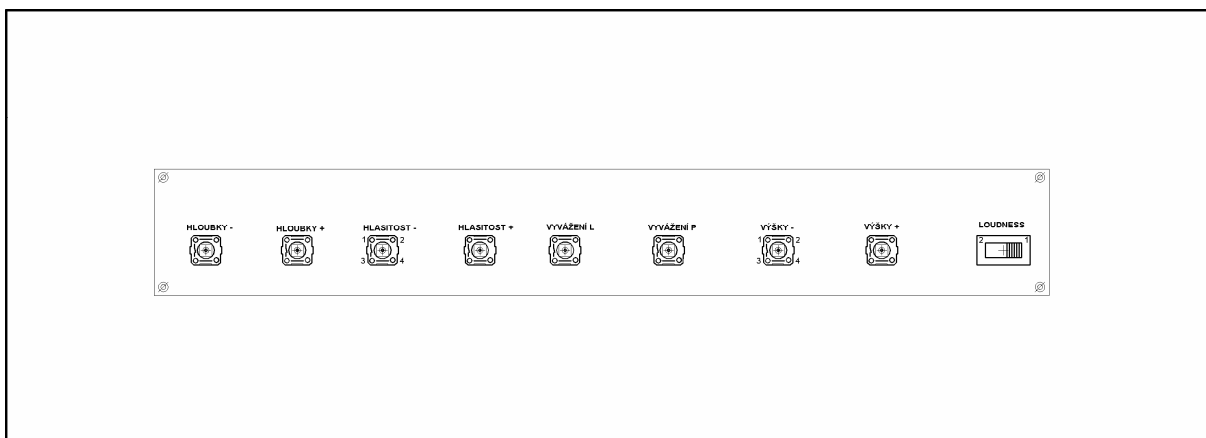 HLOUBKY - HLOUBKY + HLASITOST - HLASITOST + VYVÁŽENÍ L VYVÁŽENÍ P VÝŠKY - VÝŠKY + LOUDNESS
1 2 1 2 2 1
3 4 3 4